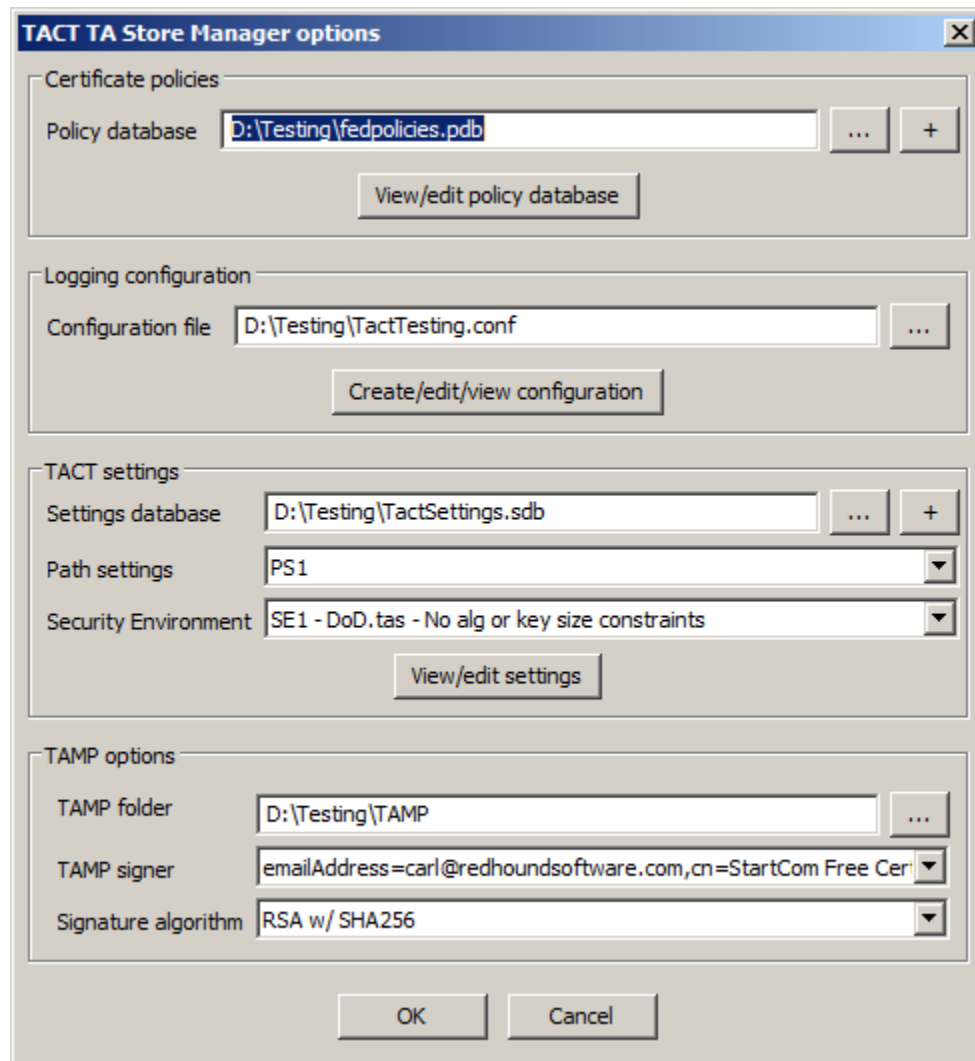 TACT TA Store Manager options
Certificate policies
Policy database D:\Testing\fedpolicies.pdb ... +
View/edit policy database
Logging configuration
Configuration file D:\Testing\TactTesting.conf ...
Create/edit/view configuration
TACT settings
Settings database D:\Testing\TactSettings.sdb ... +
Path settings PS1
Security Environment SE1 - DoD.tas - No alg or key size constraints
View/edit settings
TAMP options
TAMP folder D:\Testing\TAMP ...
TAMP signer emailAddress=carl@redhoundsoftware.com,cn=StartCom Free Cer
Signature algorithm RSA w/ SHA256
OK Cancel